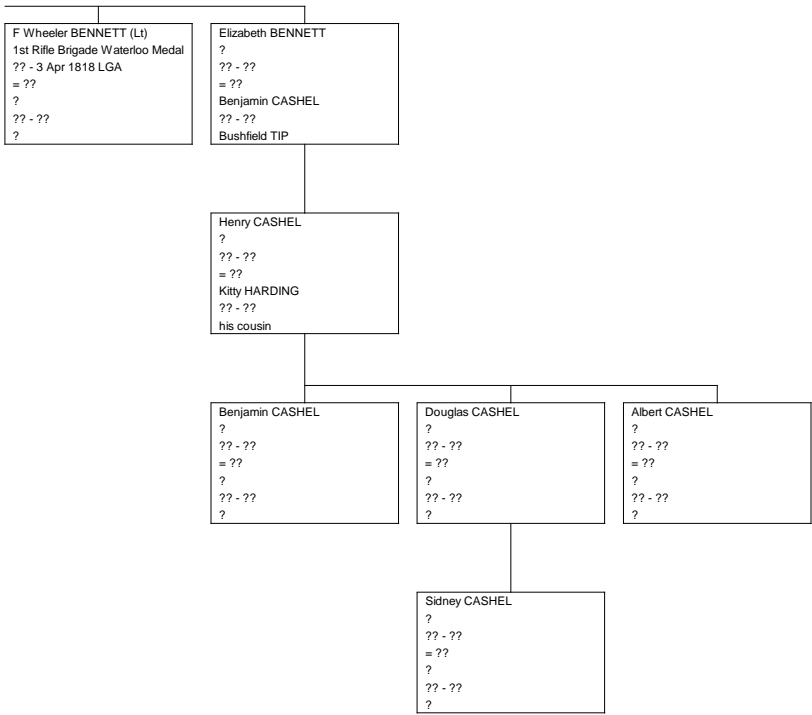 F Wheeler BENNETT (Lt)
1st Rifle Brigade Waterloo Medal
?? - 3 Apr 1818 LGA
= ??
?
?? - ??
?
Elizabeth BENNETT
?
?? - ??
= ??
Benjamin CASHEL
?? - ??
Bushfield TIP
Henry CASHEL
?
?? - ??
= ??
Kitty HARDING
?? - ??
his cousin
Benjamin CASHEL
?
?? - ??
= ??
?
?? - ??
?
Douglas CASHEL
?
?? - ??
= ??
?
?? - ??
?
Albert CASHEL
?
?? - ??
= ??
?
?? - ??
?
Sidney CASHEL
?
?? - ??
= ??
?
?? - ??
?